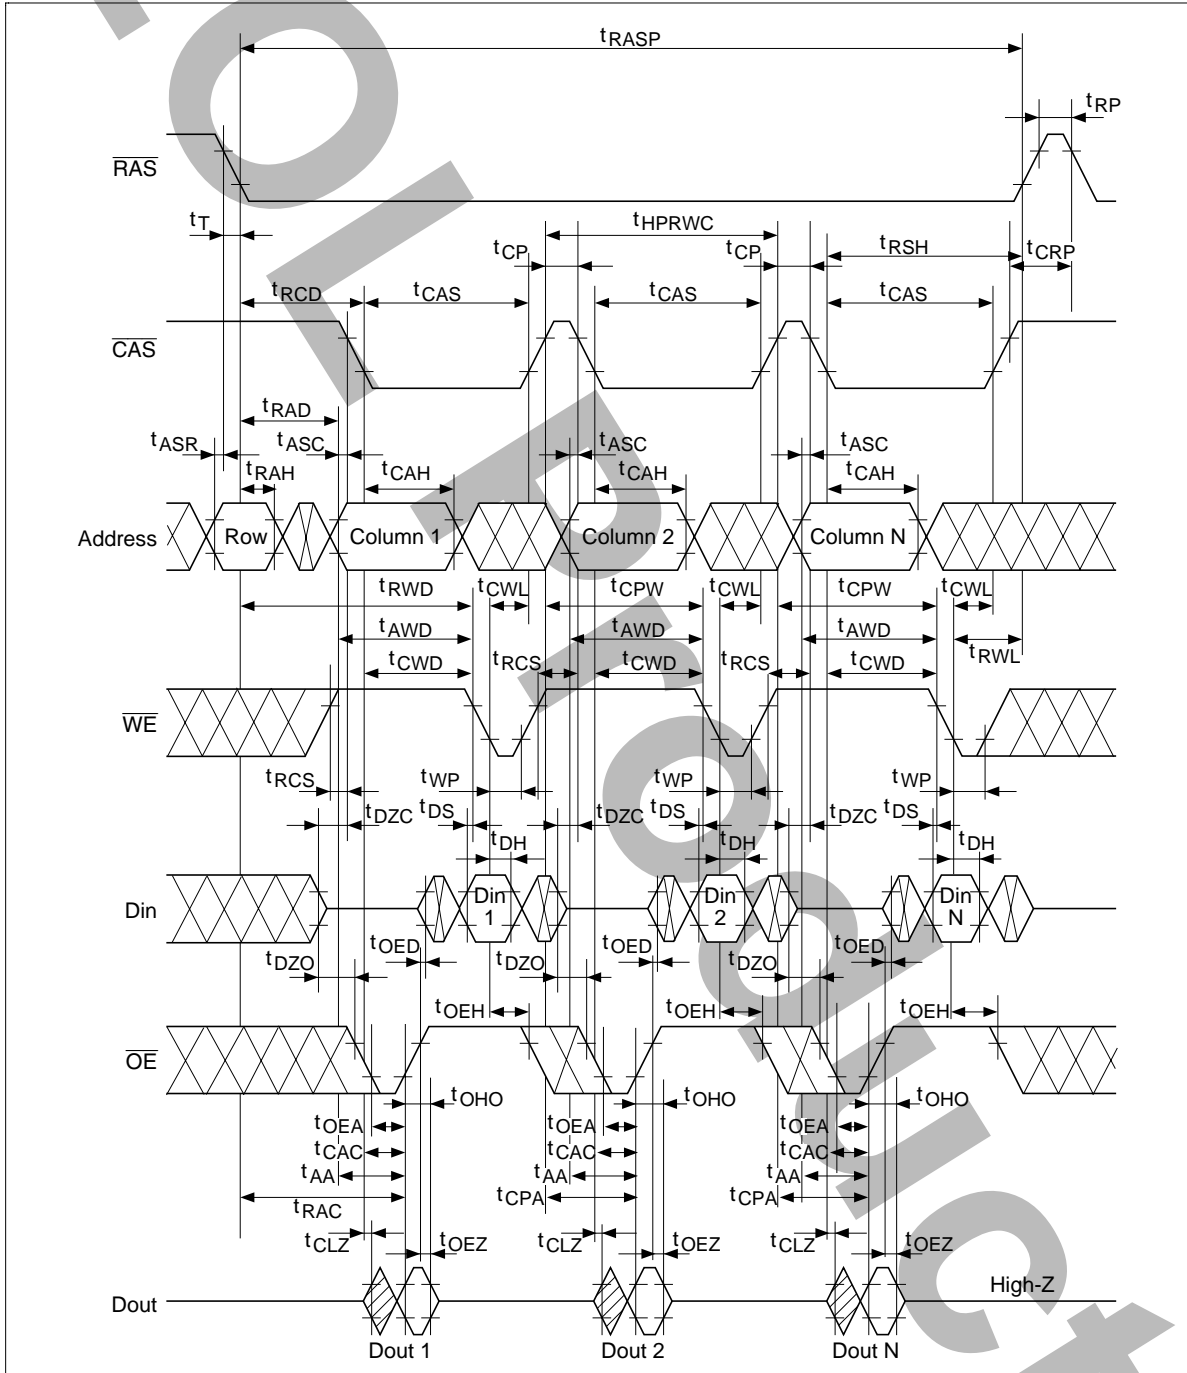 EOL Product
tRASP
tRP
RAS
tT
tHPRWC
tCP
tCP
tRSH
tCRP
tRCD
tCAS
tCAS
tCAS
CAS
tRAD
tASR
tASC
tASC
tASC
tRAH
tCAH
tCAH
tCAH
Address
Row
Column 1
Column 2
Column N
tRWD
tCWL
tCPW
tCWL
tCPW
tCWL
tAWD
tAWD
tAWD
tRCS
tRCS
tRWL
tCWD
tCWD
tCWD
WE
tRCS
tWP
tWP
tWP
tDZC
tDS
tDZC
tDS
tDZC
tDS
tDH
tDH
tDH
Din
Din 1
Din 2
Din N
tOED
tOED
tOED
tDZO
tDZO
tDZO
tOEH
tOEH
tOEH
OE
tOHO
tOHO
tOHO
tOEA
tOEA
tOEA
tCAC
tCAC
tCAC
tAA
tAA
tAA
tRAC
tCPA
tCPA
tCLZ
tOEZ
tCLZ
tOEZ
tCLZ
tOEZ
Dout
High-Z
Dout 1
Dout 2
Dout N